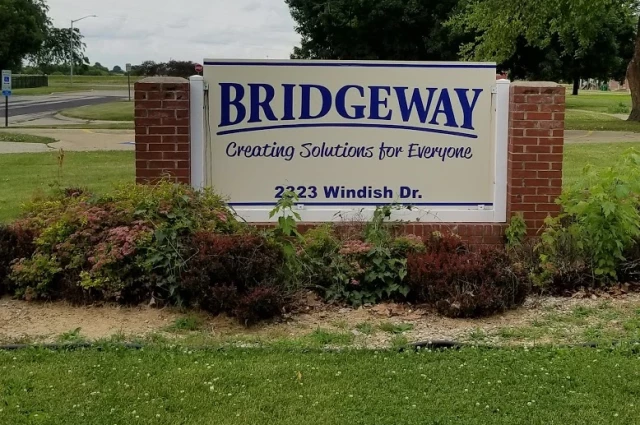 BRIDGEWAY
Creating Solutions for Everyone
2323 Windish Dr.